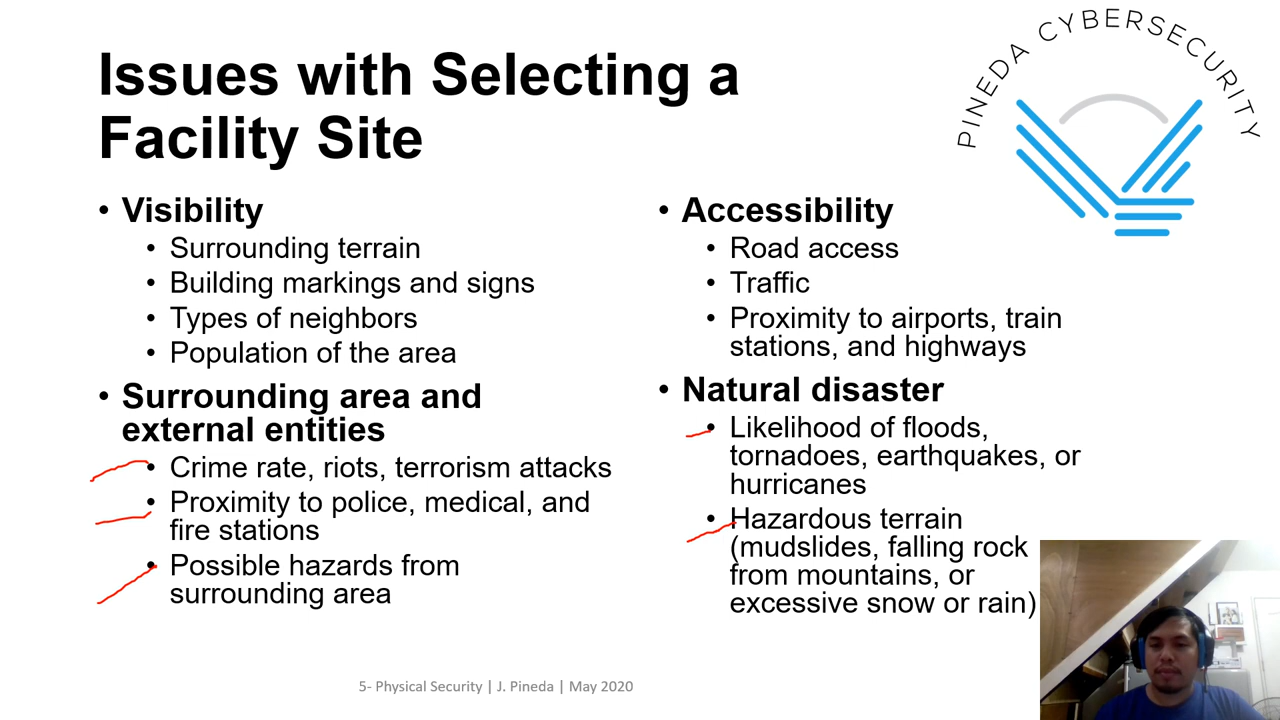 Issues with Selecting a
Facility Site
PINEDA CYBERSECURITY
• Visibility
• Surrounding terrain
• Building markings and signs
• Types of neighbors
• Population of the area
• Surrounding area and
external entities
• Crime rate, riots, terrorism attacks
• Proximity to police, medical, and
fire stations
• Possible hazards from
surrounding area
• Accessibility
• Road access
• Traffic
• Proximity to airports, train
stations, and highways
• Natural disaster
• Likelihood of floods,
tornadoes, earthquakes, or
hurricanes
• Hazardous terrain
(mudslides, falling rock
from mountains, or
excessive snow or rain)
5- Physical Security | J. Pineda | May 2020